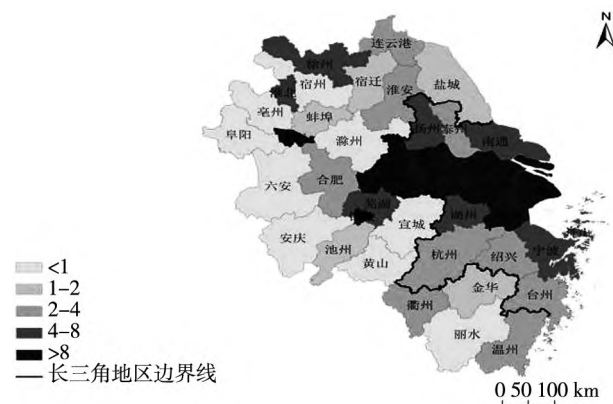 N
连云港
徐州
宿州
宿迁
淮北
淮安
盐城
亳州
蚌埠
阜阳
滁州
扬州
泰州
南通
六安
合肥
芜湖
宣城
湖州
安庆
池州
黄山
杭州
绍兴
宁波
舟山
金华
衢州
台州
丽水
温州
<1
1-2
2-4
4-8
>8
长三角地区边界线
0 50 100 km